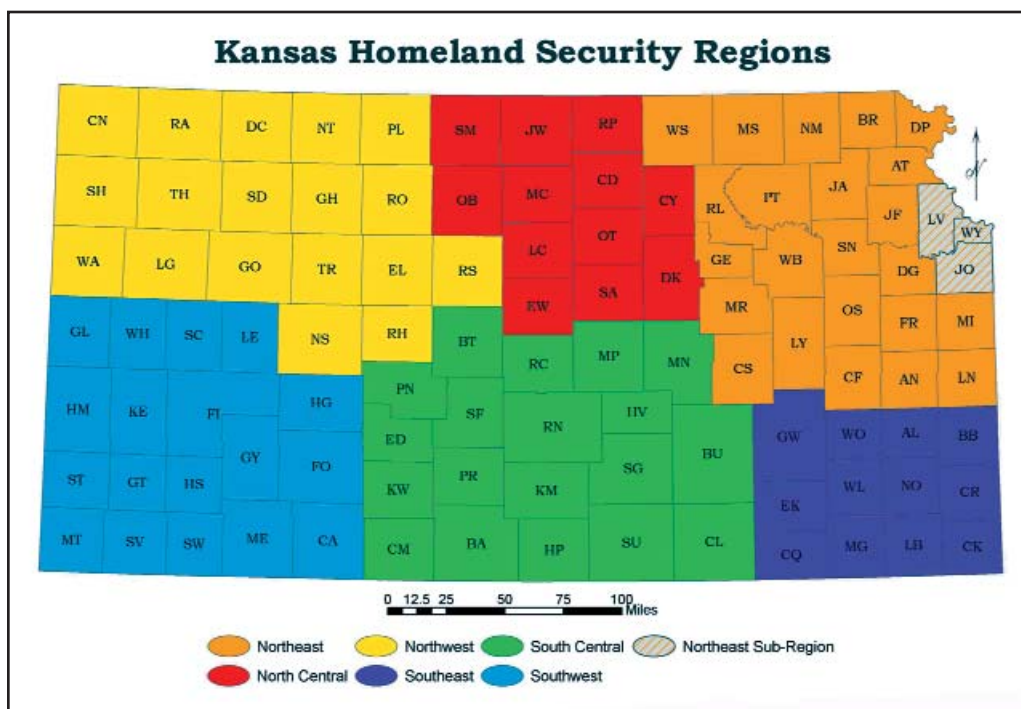 Kansas Homeland Security Regions
CN RA DC NT PL SM JW RP WS MS NM BR DP
AT
SH TH SD GH RO OB MC CD CY RL PT JA JF LV WY
WA LG GO TR EL RS LC OT DK GE WB SN DG JO
EW SA MR OS FR MI
GL WH SC LE NS RH BT RC MP MN CS LY CF AN LN
HM KE FI HG PN SF RN HV BU GW WO AL BB
GY FO ED
ST GT HS KW PR KM SG EK WL NO CR
MT SV SW ME CA CM BA HP SU CL CQ MG LB CK
0 12.5 25 50 75 100
Miles
Northeast Northwest South Central Northeast Sub-Region
North Central Southeast Southwest